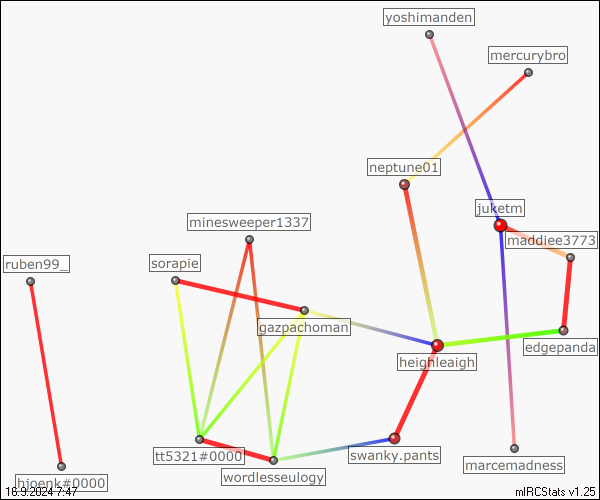 yoshimanden
mercurybro
neptune01
juketm
minesweeper1337
maddiee3773
ruben99_
sorapie
gazpachoman
edgepanda
heighleaigh
tt5321#0000
swanky.pants
wordlesseulogy
marcemadness
hjoenk#0000
16.9.2024 7:47
mIRCStats v1.25